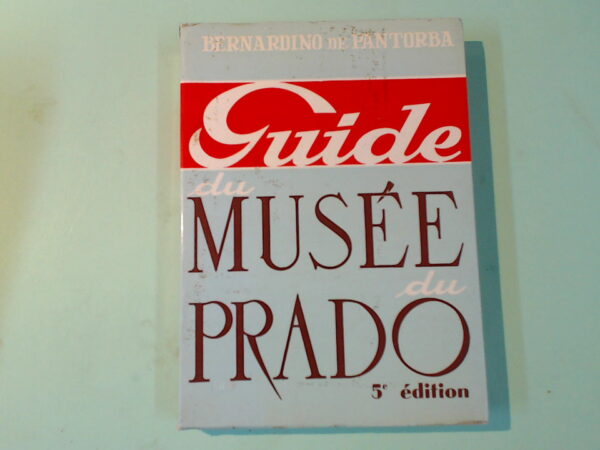 BERNARDINO DE PANTORBA
Guide
du
MUSÉE
du
PRADO
5e édition